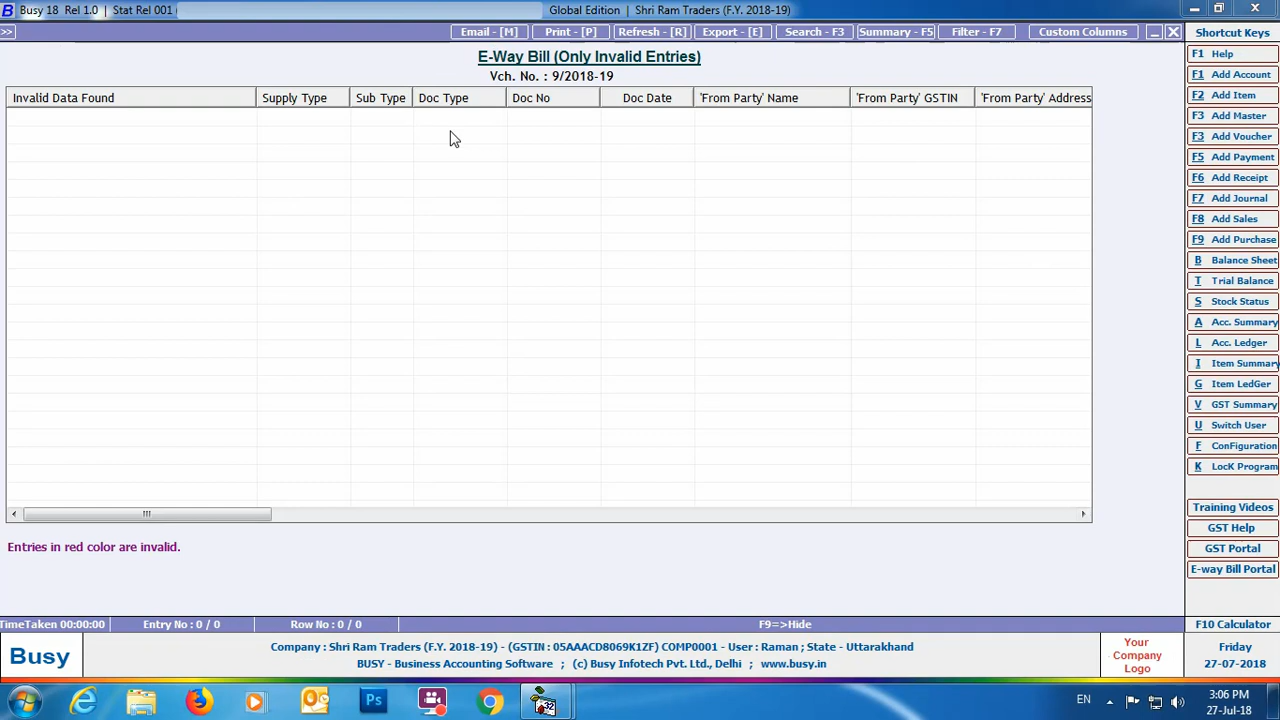 Busy 18 Rel 1.0 | Stat Rel 001 Global Edition | Shri Ram Traders (F.Y. 2018-19)
>> Email - [M] Print - [P] Refresh - [R] Export - [E] Search - F3 Summary - F5 Filter - F7 Custom Columns
E-Way Bill (Only Invalid Entries)
Vch. No. : 9/2018-19
Invalid Data Found Supply Type Sub Type Doc Type Doc No Doc Date 'From Party' Name 'From Party' GSTIN 'From Party' Address
Entries in red color are invalid.
TimeTaken 00:00:00 Entry No : 0 / 0 Row No : 0 / 0 F9=>Hide
Busy
Company : Shri Ram Traders (F.Y. 2018-19) - (GSTIN : 05AAACD8069K1ZF) COMP0001 - User : Raman ; State - Uttarakhand
BUSY - Business Accounting Software ; (c) Busy Infotech Pvt. Ltd., Delhi ; www.busy.in
Your
Company
Logo
Shortcut Keys
F1 Help
F1 Add Account
F2 Add Item
F3 Add Master
F3 Add Voucher
F5 Add Payment
F6 Add Receipt
F7 Add Journal
F8 Add Sales
F9 Add Purchase
B Balance Sheet
T Trial Balance
S Stock Status
A Acc. Summary
L Acc. Ledger
I Item Summary
G Item LedGer
V GST Summary
U Switch User
F ConFiguration
K LocK Program
Training Videos
GST Help
GST Portal
E-way Bill Portal
F10 Calculator
Friday
27-07-2018
Ps
32
EN
3:06 PM
27-Jul-18